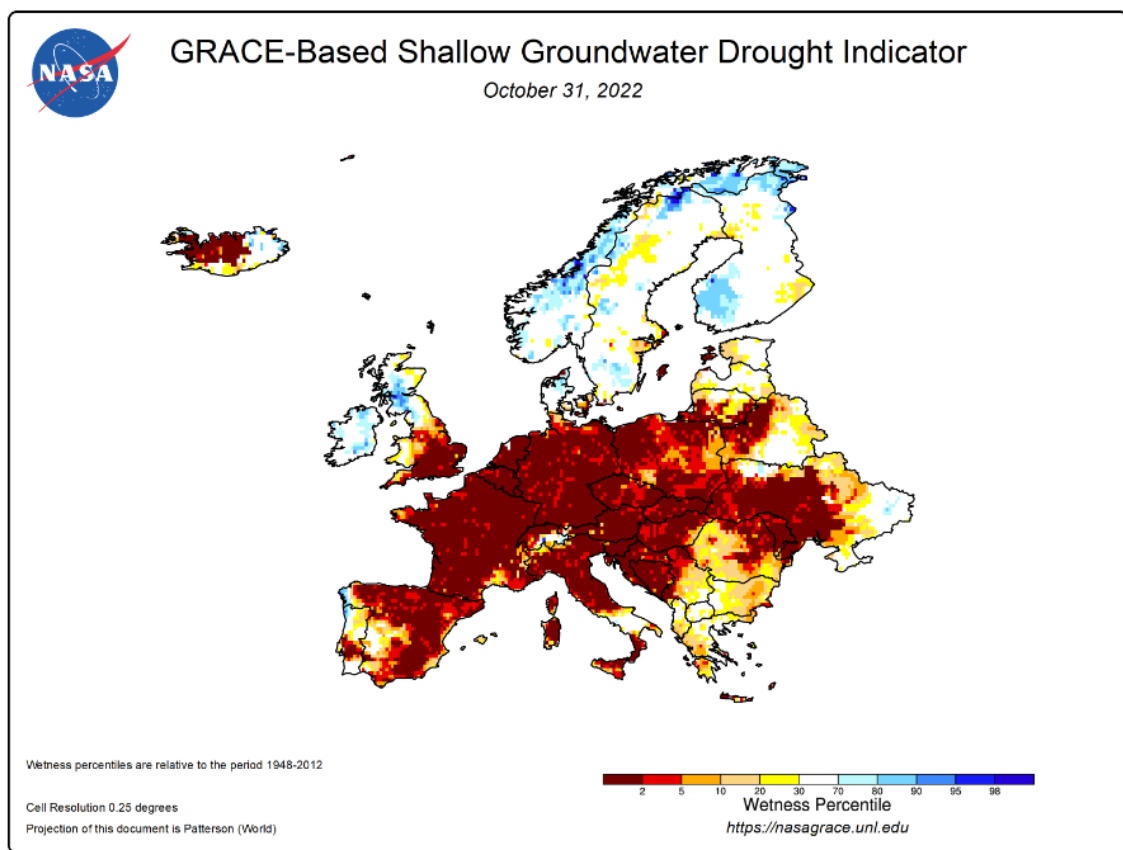 NASA
GRACE-Based Shallow Groundwater Drought Indicator
October 31, 2022
Wetness percentiles are relative to the period 1948-2012
Cell Resolution 0.25 degrees
Projection of this document is Patterson (World)
2 5 10 20 30 70 80 90 95 98
Wetness Percentile
https://nasagrace.unl.edu